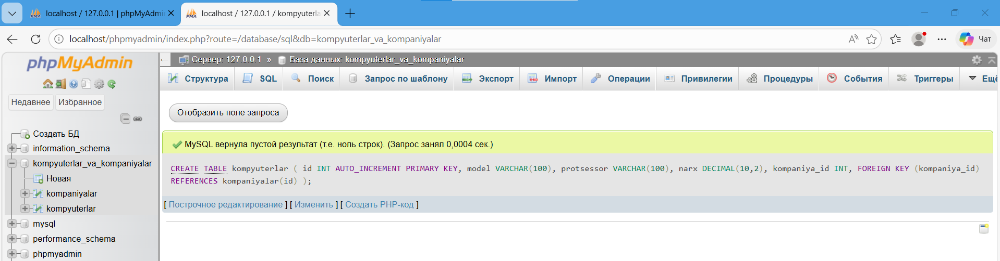 localhost / 127.0.0.1 | phpMyAdmin
localhost / 127.0.0.1 / kompyuterla
localhost/phpmyadmin/index.php?route=/database/sql&db=kompyuterlar_va_kompaniyalar
Чат
phpMyAdmin
Недавнее Избранное
Создать БД
information_schema
kompyuterlar_va_kompaniyalar
Новая
kompaniyalar
kompyuterlar
mysql
performance_schema
phpmyadmin
Сервер: 127.0.0.1 » База данных: kompyuterlar_va_kompaniyalar
Структура SQL Поиск Запрос по шаблону Экспорт Импорт Операции Привилегии Процедуры События Триггеры Ещё
Отобразить поле запроса
MySQL вернула пустой результат (т.е. ноль строк). (Запрос занял 0,0004 сек.)
CREATE TABLE kompyuterlar ( id INT AUTO_INCREMENT PRIMARY KEY, model VARCHAR(100), protsessor VARCHAR(100), narx DECIMAL(10,2), kompaniya_id INT, FOREIGN KEY (kompaniya_id)
REFERENCES kompaniyalar(id) );
[ Построчное редактирование ] [ Изменить ] [ Создать PHP-код ]